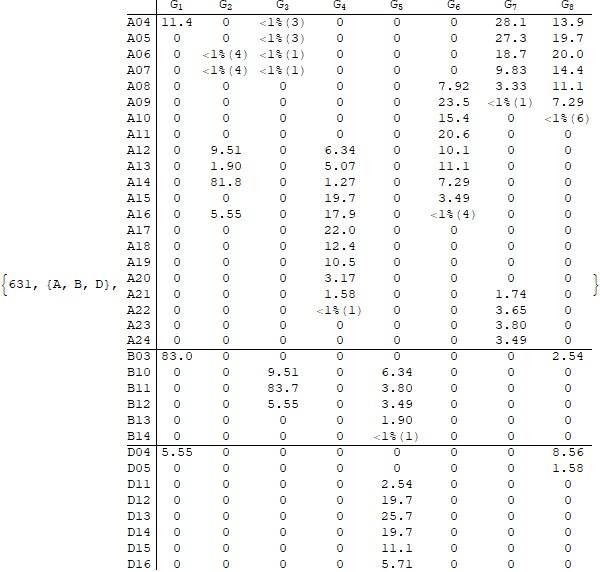 G1 G2 G3 G4 G5 G6 G7 G8
A04 11.4 0 <1%(3) 0 0 0 28.1 13.9
A05 0 0 <1%(3) 0 0 0 27.3 19.7
A06 0 <1%(4) <1%(1) 0 0 0 18.7 20.0
A07 0 <1%(4) <1%(1) 0 0 0 9.83 14.4
A08 0 0 0 0 0 7.92 3.33 11.1
A09 0 0 0 0 0 23.5 <1%(1) 7.29
A10 0 0 0 0 0 15.4 0 <1%(6)
A11 0 0 0 0 0 20.6 0 0
A12 0 9.51 0 6.34 0 10.1 0 0
A13 0 1.90 0 5.07 0 11.1 0 0
A14 0 81.8 0 1.27 0 7.29 0 0
A15 0 0 0 19.7 0 3.49 0 0
A16 0 5.55 0 17.9 0 <1%(4) 0 0
A17 0 0 0 22.0 0 0 0 0
A18 0 0 0 12.4 0 0 0 0
A19 0 0 0 10.5 0 0 0 0
{631, {A, B, D}, A20 0 0 0 3.17 0 0 0 0 }
A21 0 0 0 1.58 0 0 1.74 0
A22 0 0 0 <1%(1) 0 0 3.65 0
A23 0 0 0 0 0 0 3.80 0
A24 0 0 0 0 0 0 3.49 0
B03 83.0 0 0 0 0 0 0 2.54
B10 0 0 9.51 0 6.34 0 0 0
B11 0 0 83.7 0 3.80 0 0 0
B12 0 0 5.55 0 3.49 0 0 0
B13 0 0 0 0 1.90 0 0 0
B14 0 0 0 0 <1%(1) 0 0 0
D04 5.55 0 0 0 0 0 0 8.56
D05 0 0 0 0 0 0 0 1.58
D11 0 0 0 0 2.54 0 0 0
D12 0 0 0 0 19.7 0 0 0
D13 0 0 0 0 25.7 0 0 0
D14 0 0 0 0 19.7 0 0 0
D15 0 0 0 0 11.1 0 0 0
D16 0 0 0 0 5.71 0 0 0